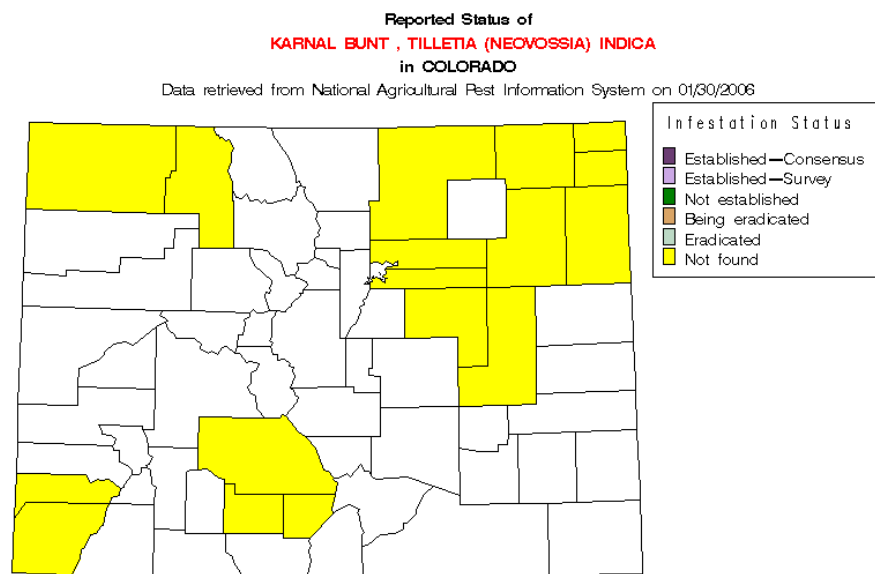 Reported Status of
KARNAL BUNT , TILLETIA (NEOVOSSIA) INDICA
in COLORADO
Data retrieved from National Agricultural Pest Information System on 01/30/2006
Infestation Status
Established—Consensus
Established—Survey
Not established
Being eradicated
Eradicated
Not found